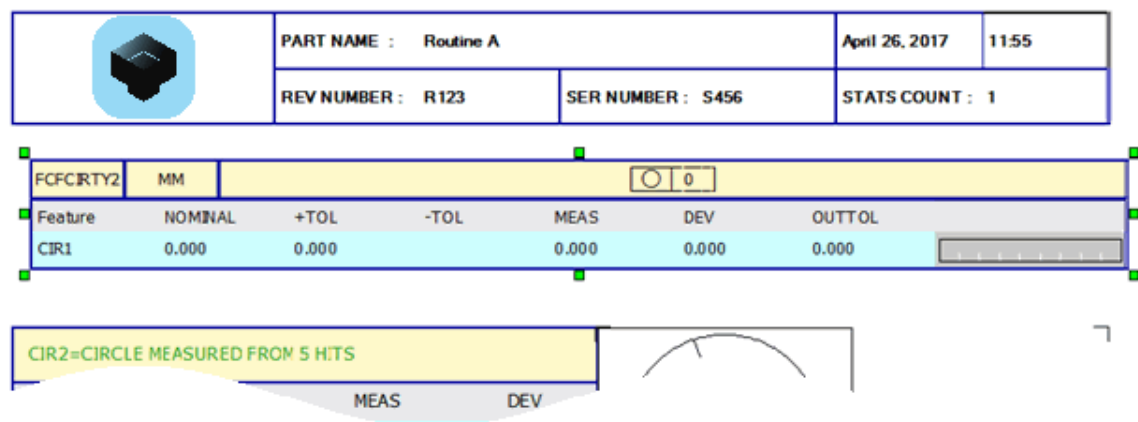 PART NAME : Routine A April 26, 2017 11:55
REV NUMBER : R123 SER NUMBER : S456 STATS COUNT : 1
FCFCIRTY2 MM 0
Feature NOMINAL +TOL -TOL MEAS DEV OUTTOL
CIR1 0.000 0.000 0.000 0.000 0.000
CIR2=CIRCLE MEASURED FROM 5 HITS
MEAS DEV